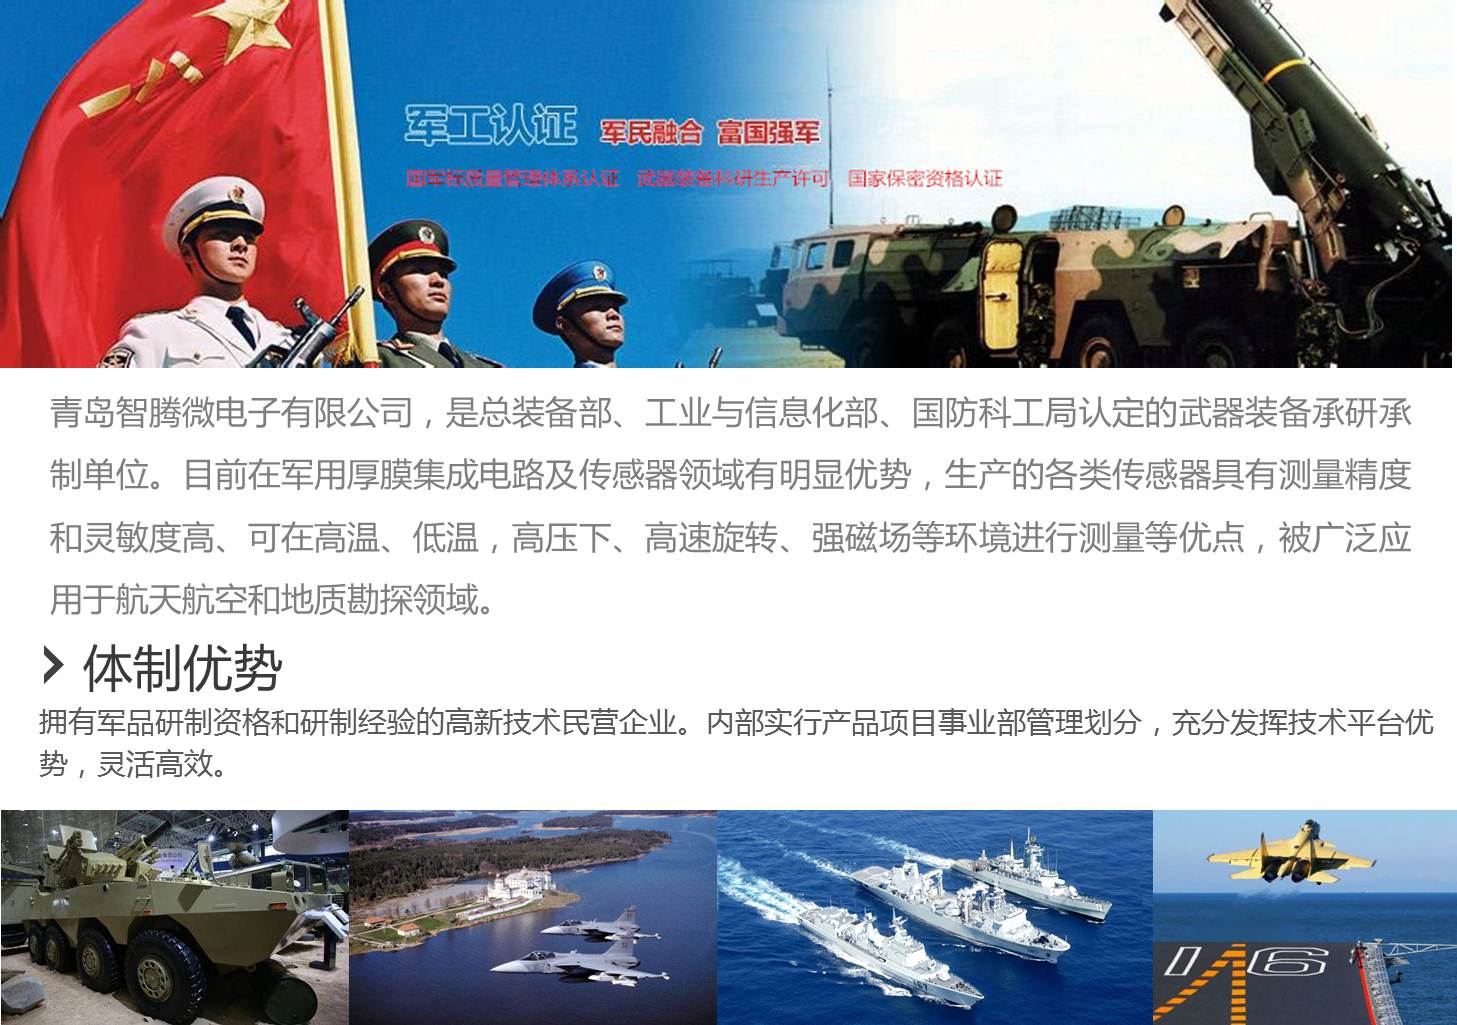 军工认证 军民融合 富国强军
国军标质量管理体系认证 武器装备科研生产许可 国家保密资格认证
青岛智腾微电子有限公司，是总装备部、工业与信息化部、国防科工局认定的武器装备承研承
制单位。目前在军用厚膜集成电路及传感器领域有明显优势，生产的各类传感器具有测量精度
和灵敏度高、可在高温、低温，高压下、高速旋转、强磁场等环境进行测量等优点，被广泛应
用于航天航空和地质勘探领域。
体制优势
拥有军品研制资格和研制经验的高新技术民营企业。内部实行产品项目事业部管理划分，充分发挥技术平台优
势，灵活高效。
16